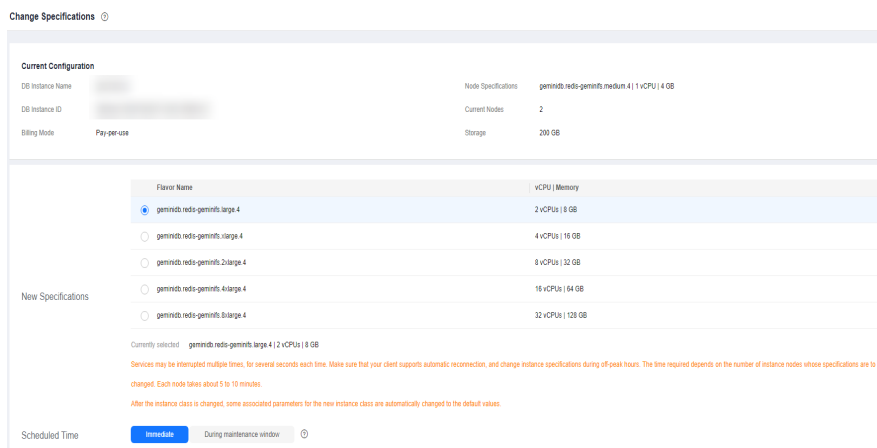 Change Specifications
Current Configuration
DB Instance Name
Node Specifications geminidb.redis-geminifs.medium.4 | 1 vCPU | 4 GB
DB Instance ID
Current Nodes 2
Billing Mode Pay-per-use
Storage 200 GB
Flavor Name vCPU | Memory
geminidb.redis-geminifs.large.4 2 vCPUs | 8 GB
geminidb.redis-geminifs.xlarge.4 4 vCPUs | 16 GB
geminidb.redis-geminifs.2xlarge.4 8 vCPUs | 32 GB
New Specifications
geminidb.redis-geminifs.4xlarge.4 16 vCPUs | 64 GB
geminidb.redis-geminifs.8xlarge.4 32 vCPUs | 128 GB
Currently selected geminidb.redis-geminifs.large.4 | 2 vCPUs | 8 GB
Services may be interrupted multiple times, for several seconds each time. Make sure that your client supports automatic reconnection, and change instance specifications during off-peak hours. The time required depends on the number of instance nodes whose specifications are to
changed. Each node takes about 5 to 10 minutes.
After the instance class is changed, some associated parameters for the new instance class are automatically changed to the default values.
Scheduled Time Immediate During maintenance window